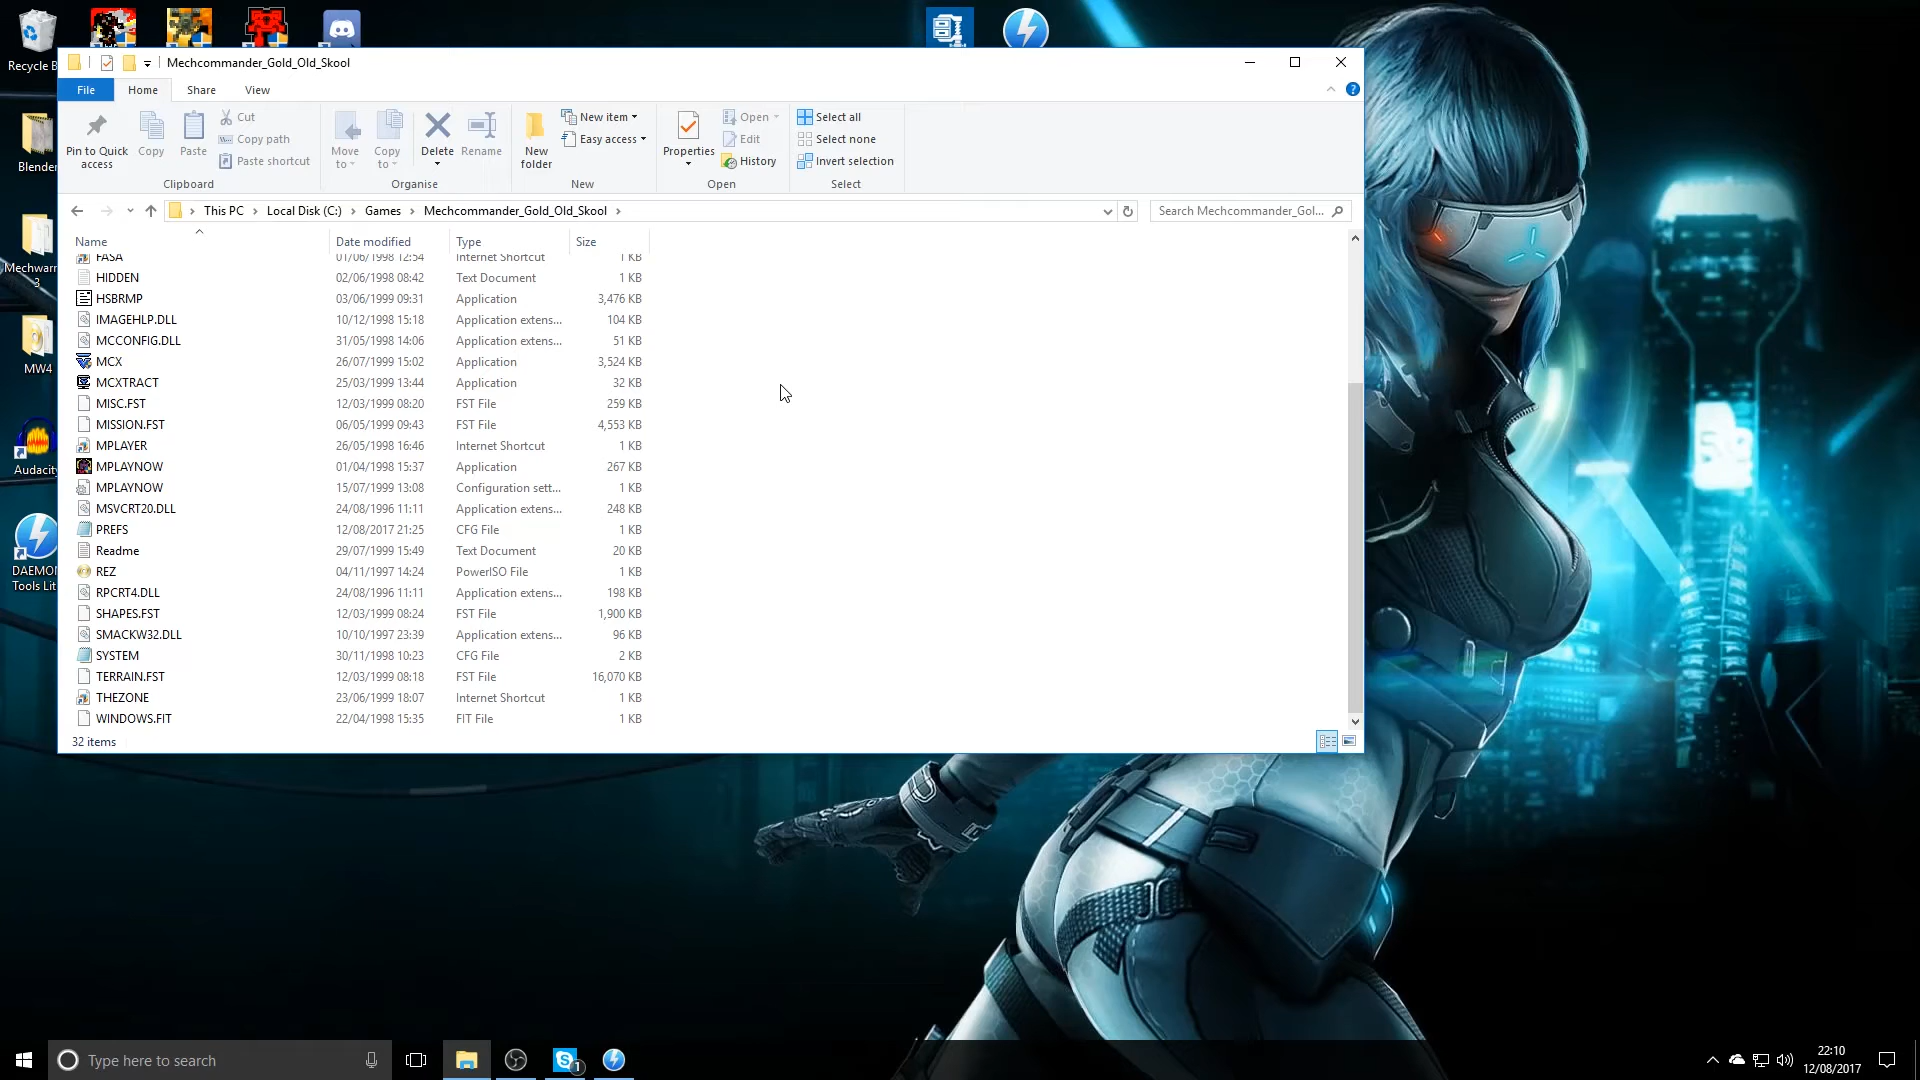 Recycle B
Blender
Mechwarr
3
MW4
Audacity
DAEMON
Tools Lit
Mechcommander_Gold_Old_Skool
File Home Share View
Pin to Quick access
Copy
Paste
Cut
Copy path
Paste shortcut
Clipboard
Move to
Copy to
Delete
Rename
Organise
New folder
New item
Easy access
New
Properties
Open
Edit
History
Open
Select all
Select none
Invert selection
Select
This PC > Local Disk (C:) > Games > Mechcommander_Gold_Old_Skool >
Search Mechcommander_Gol...
Name Date modified Type Size
FASA 01/06/1998 12:54 Internet Shortcut 1 KB
HIDDEN 02/06/1998 08:42 Text Document 1 KB
HSBRMP 03/06/1999 09:31 Application 3,476 KB
IMAGEHLP.DLL 10/12/1998 15:18 Application extens... 104 KB
MCCONFIG.DLL 31/05/1998 14:06 Application extens... 51 KB
MCX 26/07/1999 15:02 Application 3,524 KB
MCXTRACT 25/03/1999 13:44 Application 32 KB
MISC.FST 12/03/1999 08:20 FST File 259 KB
MISSION.FST 06/05/1999 09:43 FST File 4,553 KB
MPLAYER 26/05/1998 16:46 Internet Shortcut 1 KB
MPLAYNOW 01/04/1998 15:37 Application 267 KB
MPLAYNOW 15/07/1999 13:08 Configuration sett... 1 KB
MSVCRT20.DLL 24/08/1996 11:11 Application extens... 248 KB
PREFS 12/08/2017 21:25 CFG File 1 KB
Readme 29/07/1999 15:49 Text Document 20 KB
REZ 04/11/1997 14:24 PowerISO File 1 KB
RPCRT4.DLL 24/08/1996 11:11 Application extens... 198 KB
SHAPES.FST 12/03/1999 08:24 FST File 1,900 KB
SMACKW32.DLL 10/10/1997 23:39 Application extens... 96 KB
SYSTEM 30/11/1998 10:23 CFG File 2 KB
TERRAIN.FST 12/03/1999 08:18 FST File 16,070 KB
THEZONE 23/06/1999 18:07 Internet Shortcut 1 KB
WINDOWS.FIT 22/04/1998 15:35 FIT File 1 KB
32 items
Type here to search
1
22:10
12/08/2017